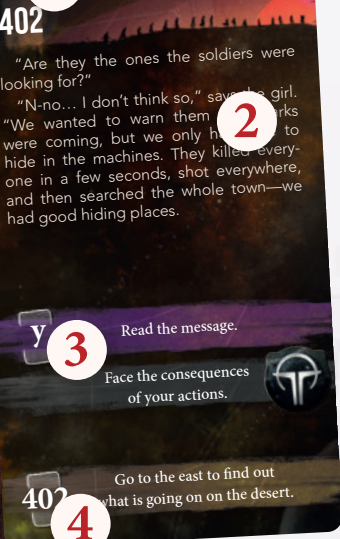 402
“Are they the ones the soldiers were
looking for?”
“N-no… I don’t think so,” says the girl.
“We wanted to warn them
were coming, but we only to
hide in the machines. They killed every-
one in a few seconds, shot everywhere,
and then searched the whole town—we
had good hiding places.
2
y
3
Read the message.
Face the consequences
of your actions.
402
4
Go to the east to find out
what is going on on the desert.